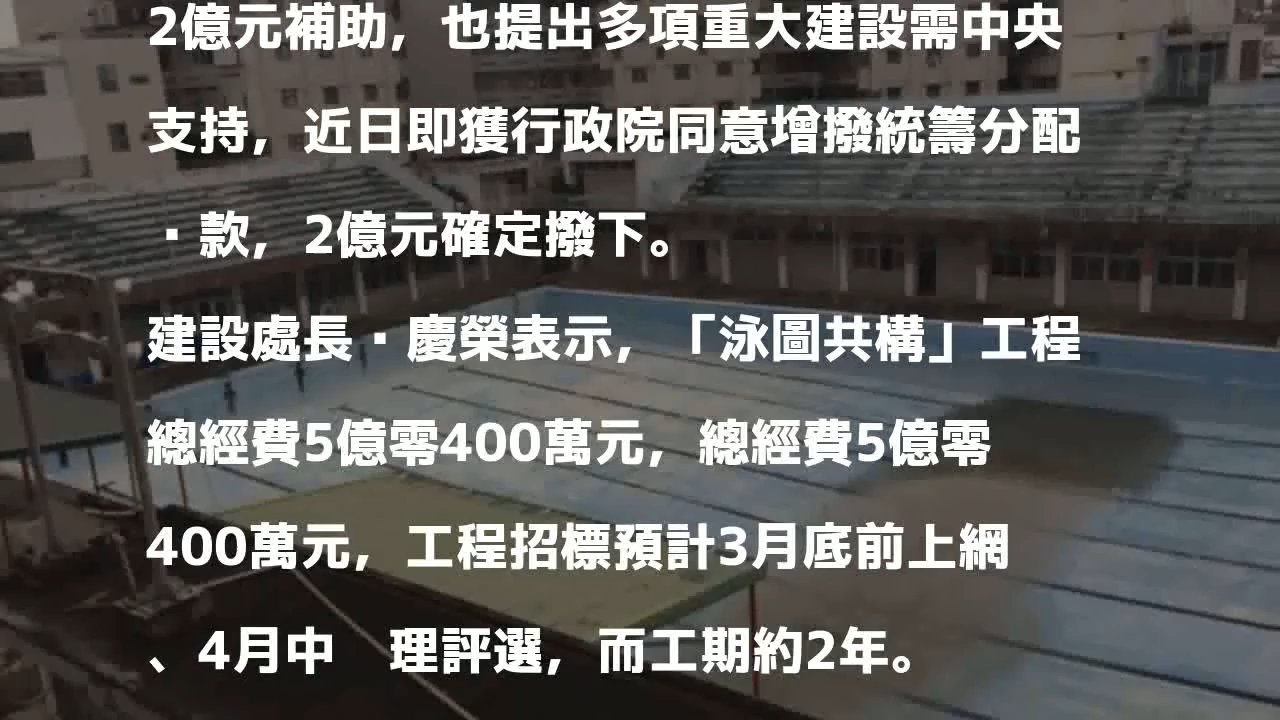 2億元補助，也提出多項重大建設需中央
支持，近日即獲行政院同意增撥統籌分配
・款，2億元確定撥下。
建設處長・慶榮表示，「泳圖共構」工程
總經費5億零400萬元，總經費5億零
400萬元，工程招標預計3月底前上網
、4月中　理評選，而工期約2年。